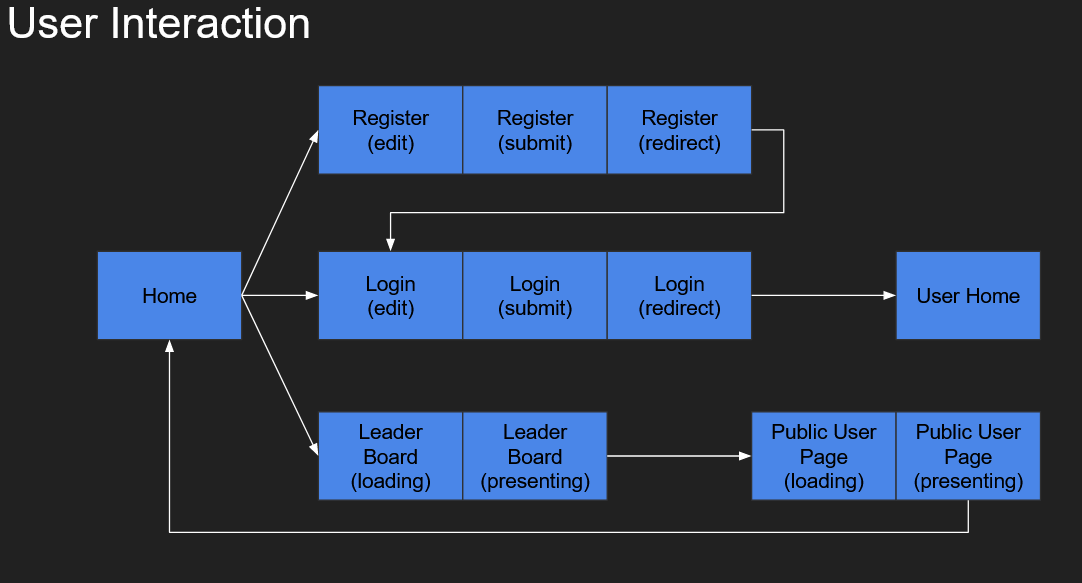 User Interaction
Register
(edit)
Register
(submit)
Register
(redirect)
Home
Login
(edit)
Login
(submit)
Login
(redirect)
User Home
Leader
Board
(loading)
Leader
Board
(presenting)
Public User
Page
(loading)
Public User
Page
(presenting)